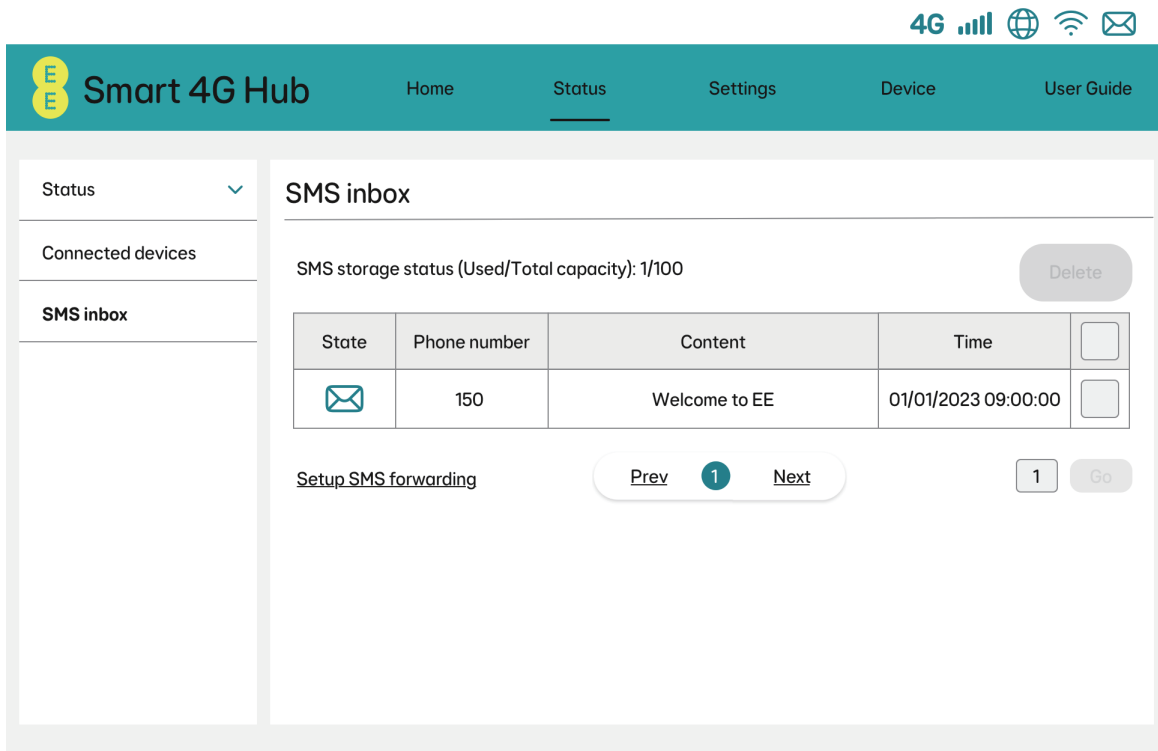 4G
E
E
Smart 4G Hub
Home
Status
Settings
Device
User Guide
Status
Connected devices
SMS inbox
SMS inbox
SMS storage status (Used/Total capacity): 1/100
Delete
State
Phone number
Content
Time
150
Welcome to EE
01/01/2023 09:00:00
Setup SMS forwarding
Prev
1
Next
1
Go